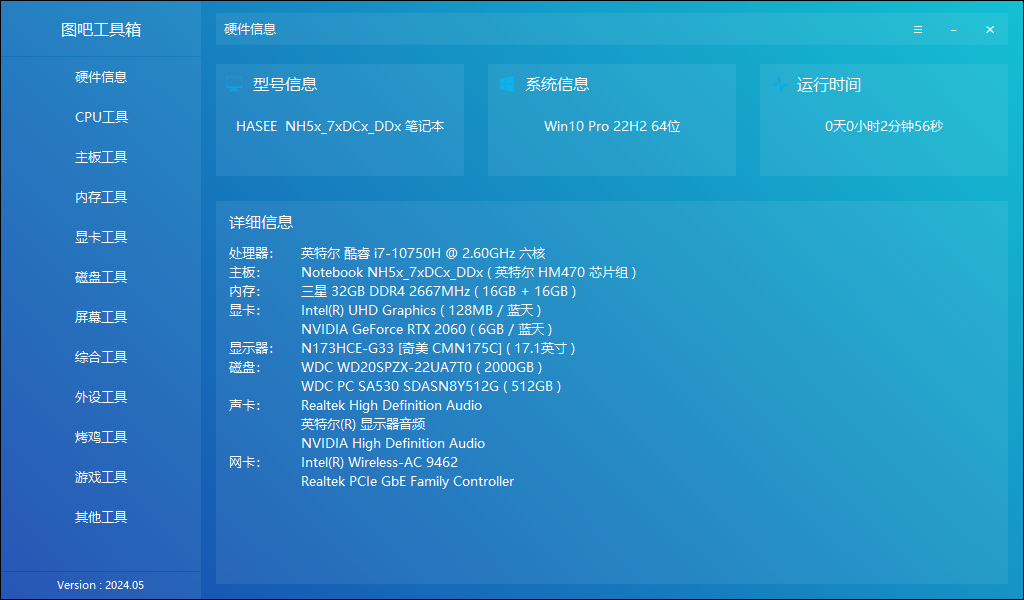 图吧工具箱
硬件信息
CPU工具
主板工具
内存工具
显卡工具
磁盘工具
屏幕工具
综合工具
外设工具
烤鸡工具
游戏工具
其他工具
Version : 2024.05
硬件信息
型号信息
HASEE NH5x_7xDCx_DDx 笔记本
系统信息
Win10 Pro 22H2 64位
运行时间
0天0小时2分钟56秒
详细信息
处理器: 英特尔 酷睿 i7-10750H @ 2.60GHz 六核
主板: Notebook NH5x_7xDCx_DDx ( 英特尔 HM470 芯片组 )
内存: 三星 32GB DDR4 2667MHz ( 16GB + 16GB )
显卡: Intel(R) UHD Graphics ( 128MB / 蓝天 )
NVIDIA GeForce RTX 2060 ( 6GB / 蓝天 )
显示器: N173HCE-G33 [奇美 CMN175C] ( 17.1英寸 )
磁盘: WDC WD20SPZX-22UA7T0 ( 2000GB )
WDC PC SA530 SDASN8Y512G ( 512GB )
声卡: Realtek High Definition Audio
英特尔(R) 显示器音频
NVIDIA High Definition Audio
网卡: Intel(R) Wireless-AC 9462
Realtek PCIe GbE Family Controller